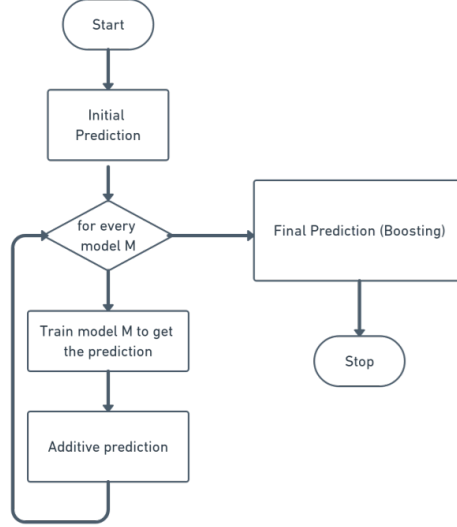 Start
Initial
Prediction
for every
model M
Final Prediction (Boosting)
Train model M to get
the prediction
Stop
Additive prediction